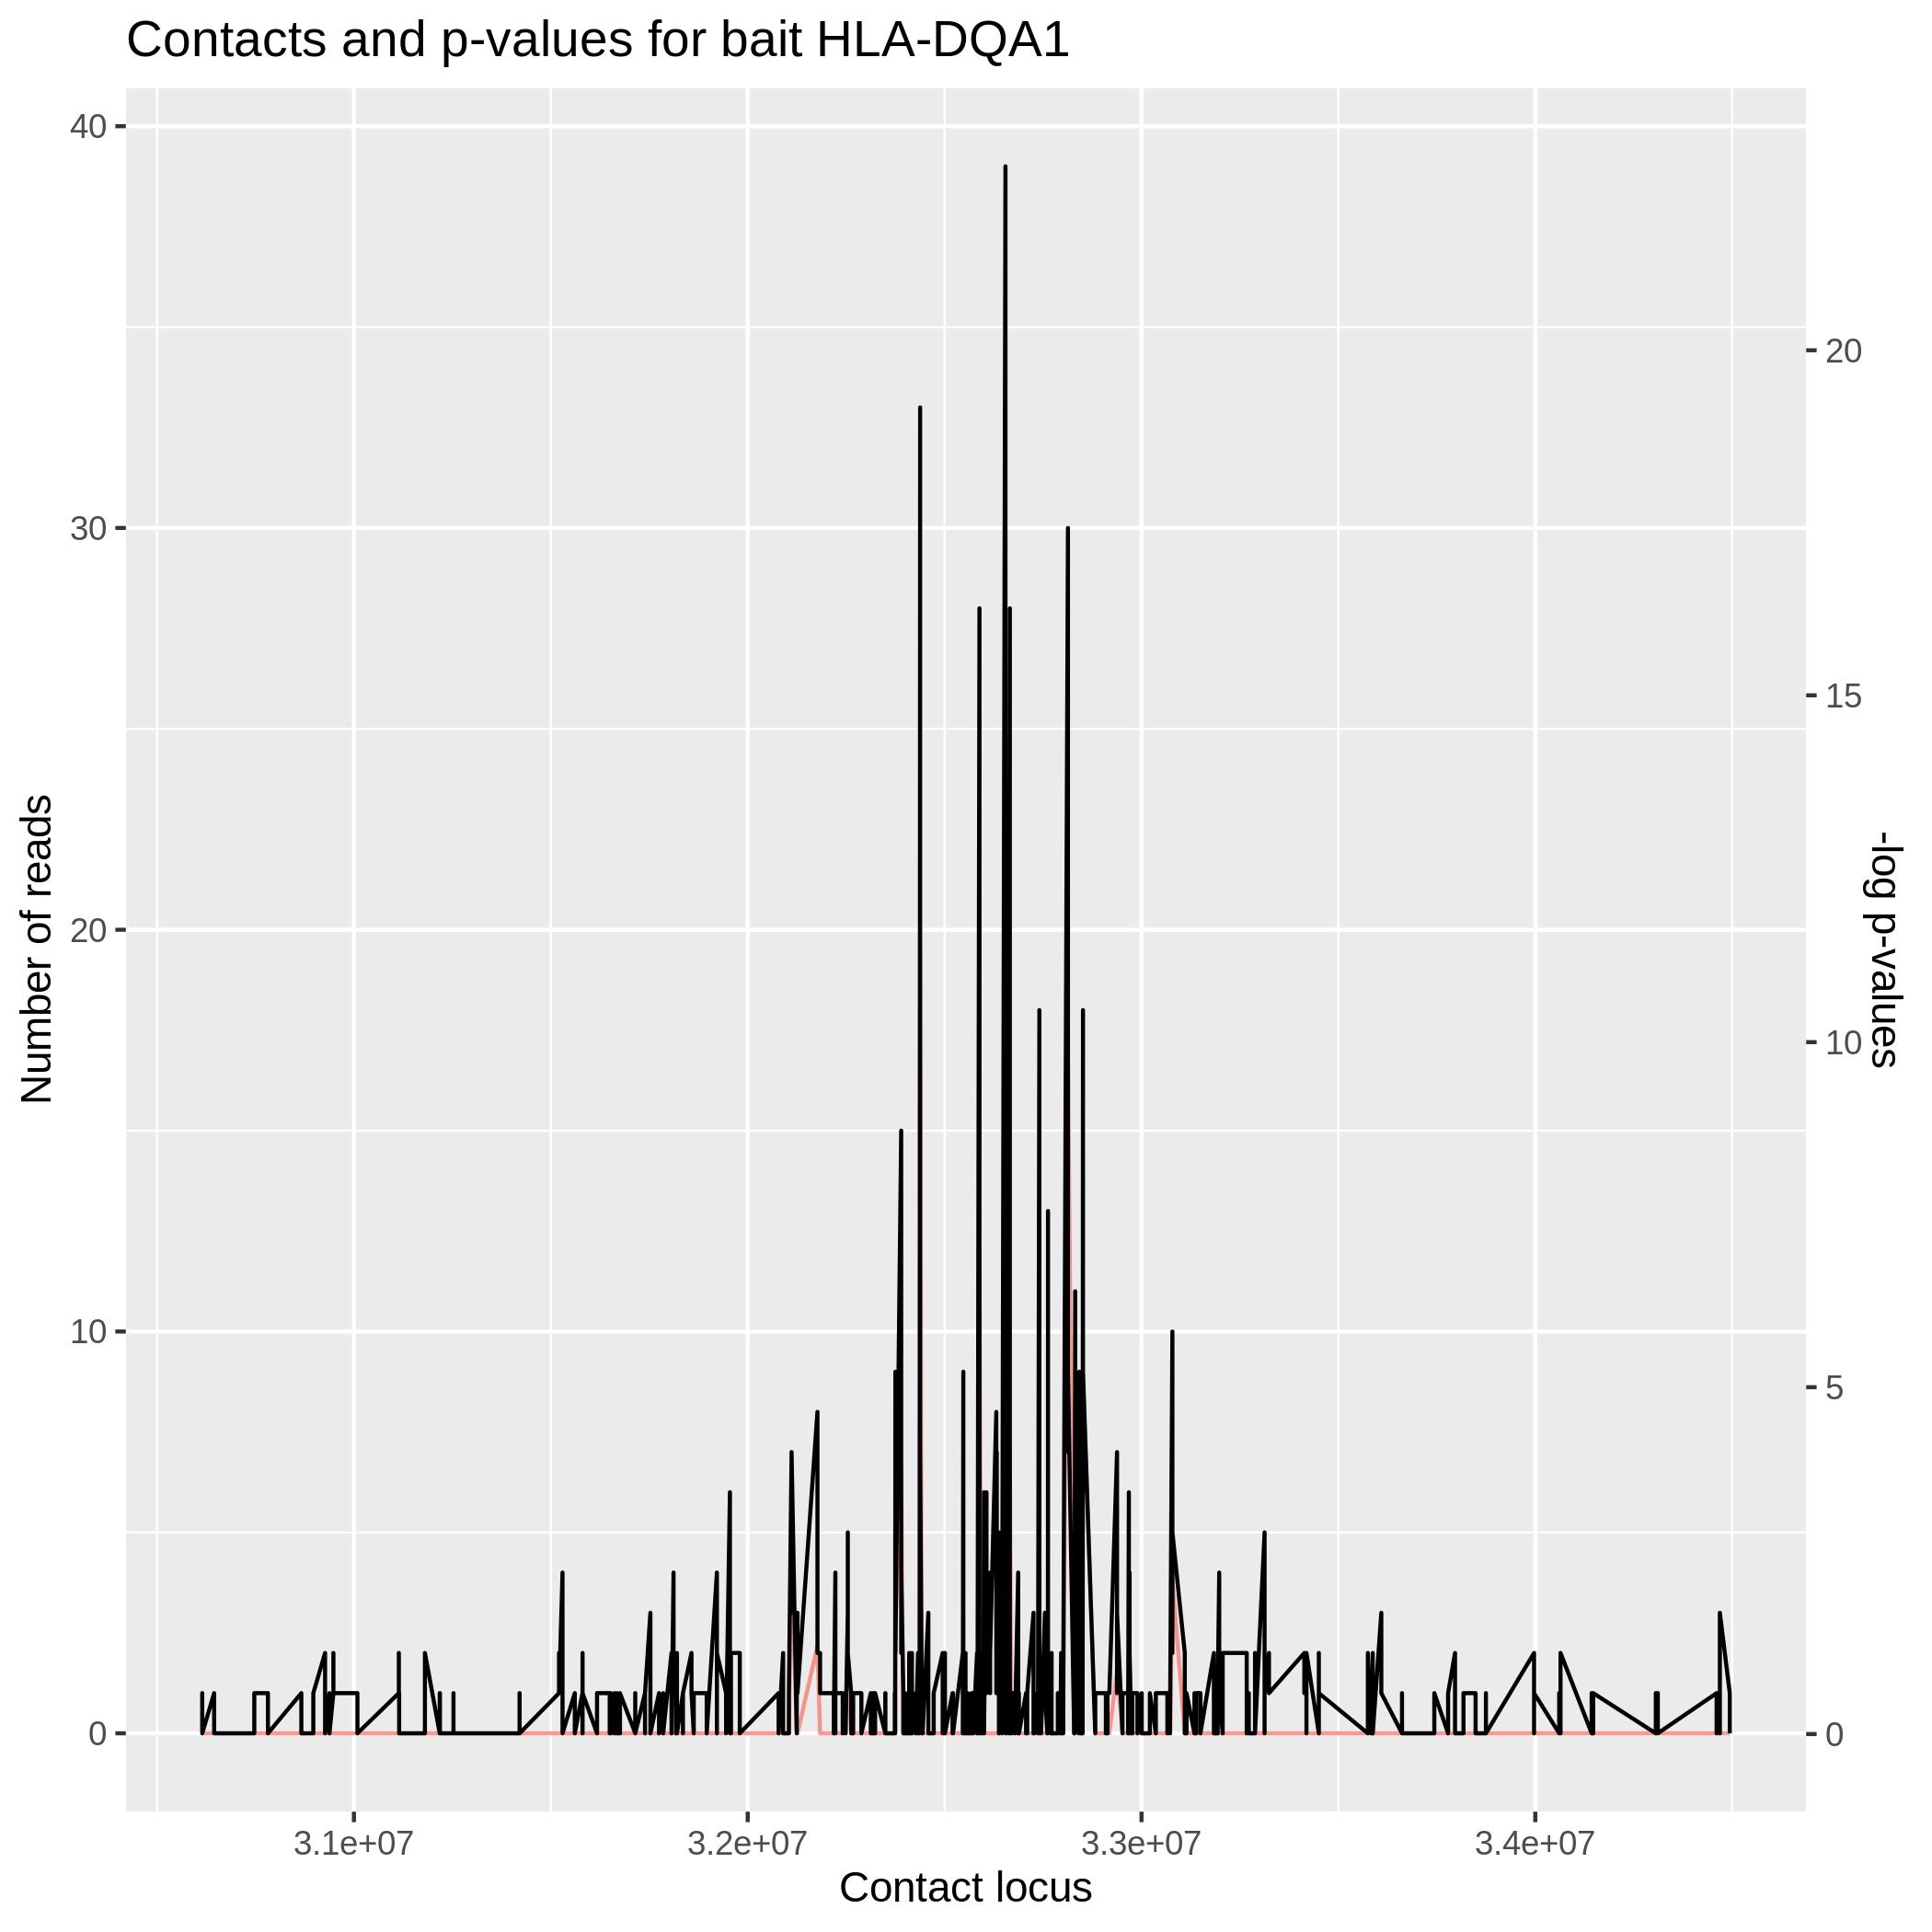 Contacts and p-values for bait HLA-DQA1
40
30
20
10
0
Number of reads
20
15
10
5
0
-log p-values
3.1e+07
3.2e+07
3.3e+07
3.4e+07
Contact locus